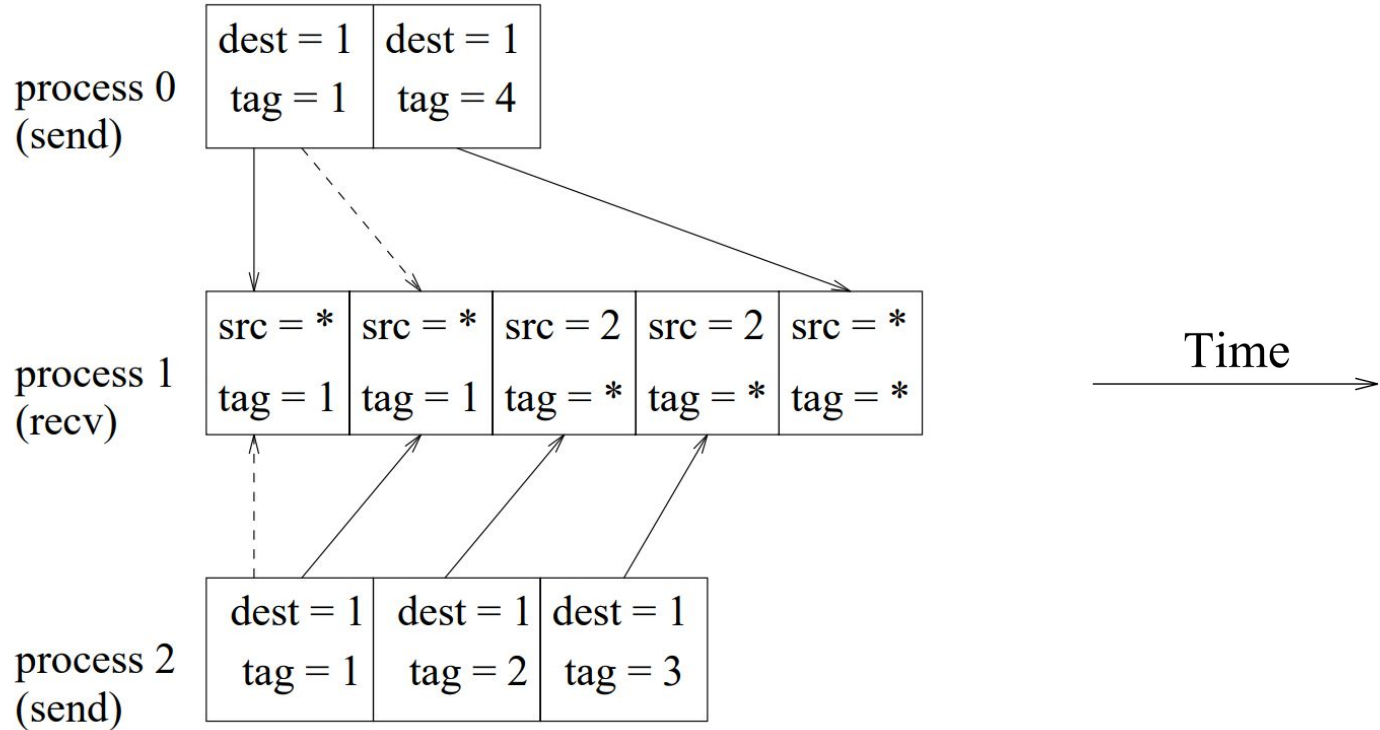 dest = 1 dest = 1
tag = 1 tag = 4
process 0
(send)
src = * src = * src = 2 src = 2 src = *
tag = 1 tag = 1 tag = * tag = * tag = *
process 1
(recv)
Time
dest = 1 dest = 1 dest = 1
tag = 1 tag = 2 tag = 3
process 2
(send)